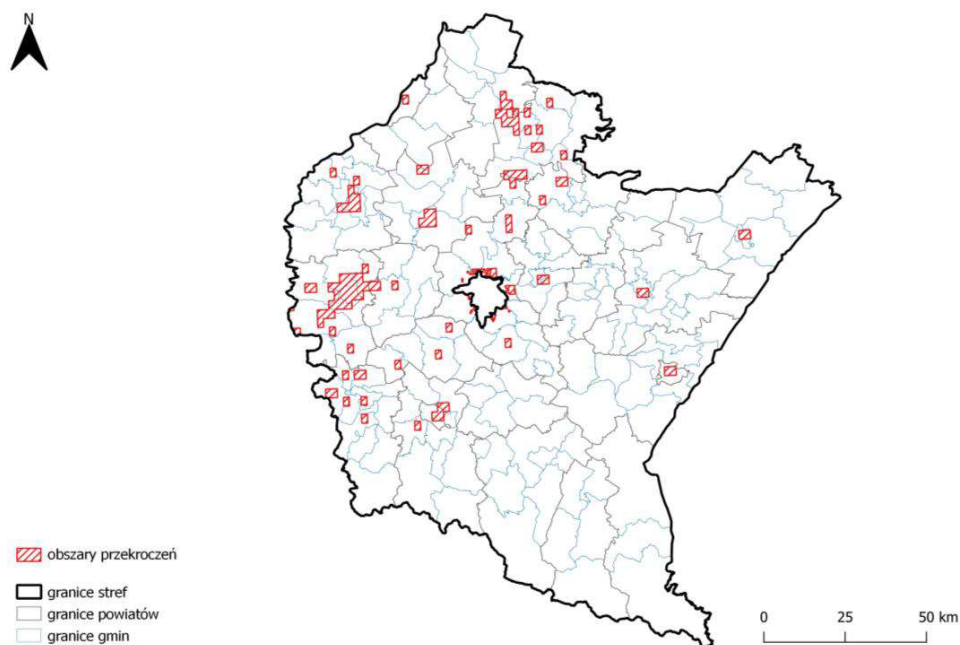 N
obszary przekroczeń
granice stref
granice powiatów
granice gmin
0 25 50 km